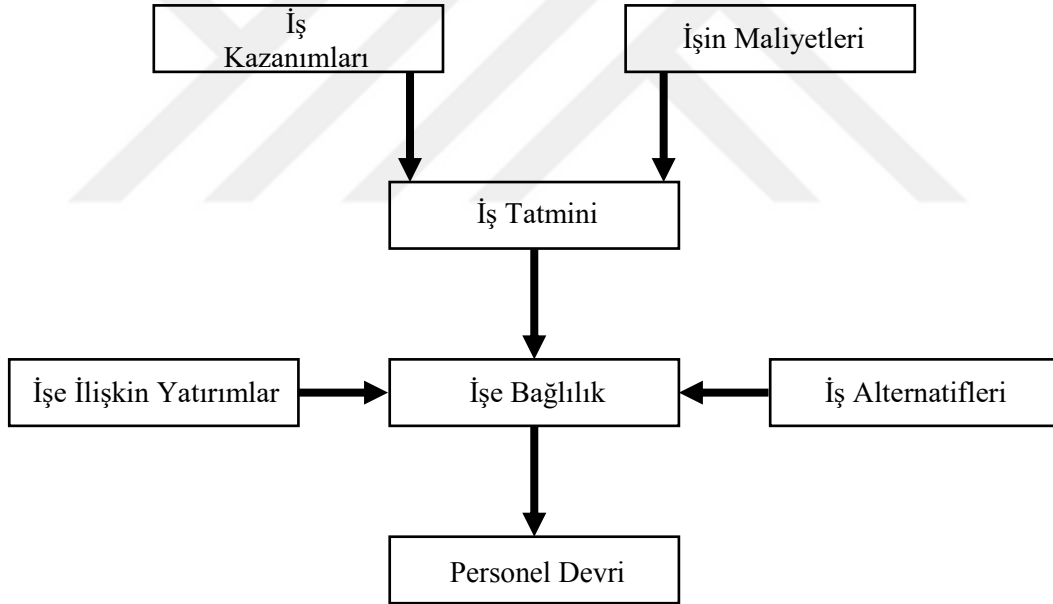 İş
Kazanımları
İşin Maliyetleri
İş Tatmini
İşe İlişkin Yatırımlar
İşe Bağlılık
İş Alternatifleri
Personel Devri